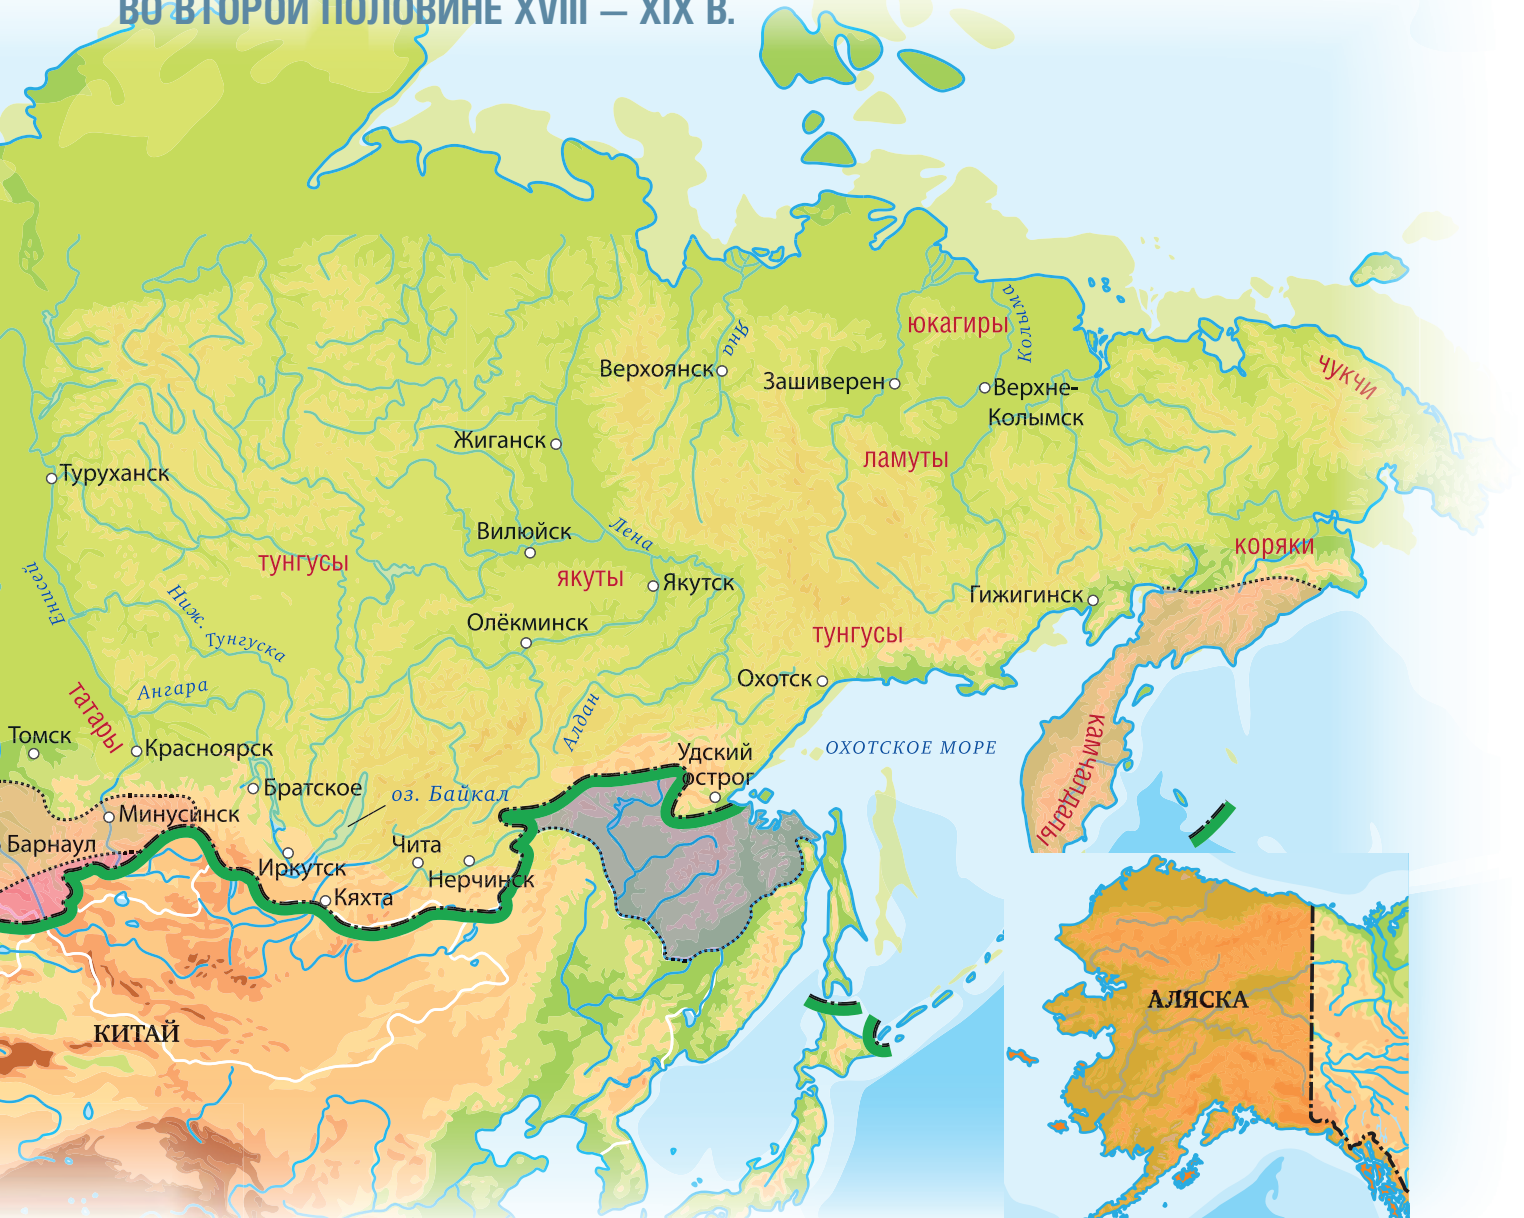 ВО ВТОРОЙ ПОЛОВИНЕ XVIII — XIX В.
юкагиры
Колыма
Яна
Верхоянск
Зашиверен
Верхне-
Колымск
чукчи
Жиганск
ламуты
Туруханск
Вилюйск
Лена
коряки
тунгусы
якуты
Якутск
Гижигинск
Енисей
Ниж.
Тунгуска
Олёкминск
тунгусы
Ангара
Охотск
татары
Алдан
камчадалы
Томск
Красноярск
Удский
острог
ОХОТСКОЕ МОРЕ
Братское
оз. Байкал
Минусинск
Барнаул
Чита
Иркутск
Нерчинск
Кяхта
АЛЯСКА
КИТАЙ